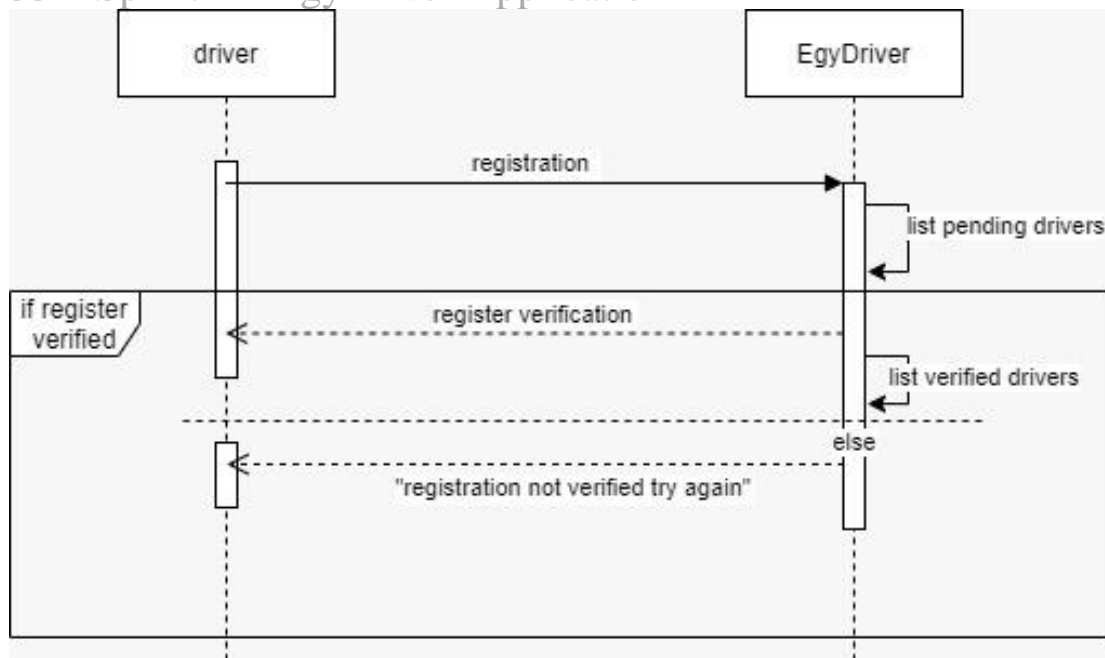 driver
EgyDriver
registration
list pending drivers
if register
verified
register verification
list verified drivers
else
"registration not verified try again"